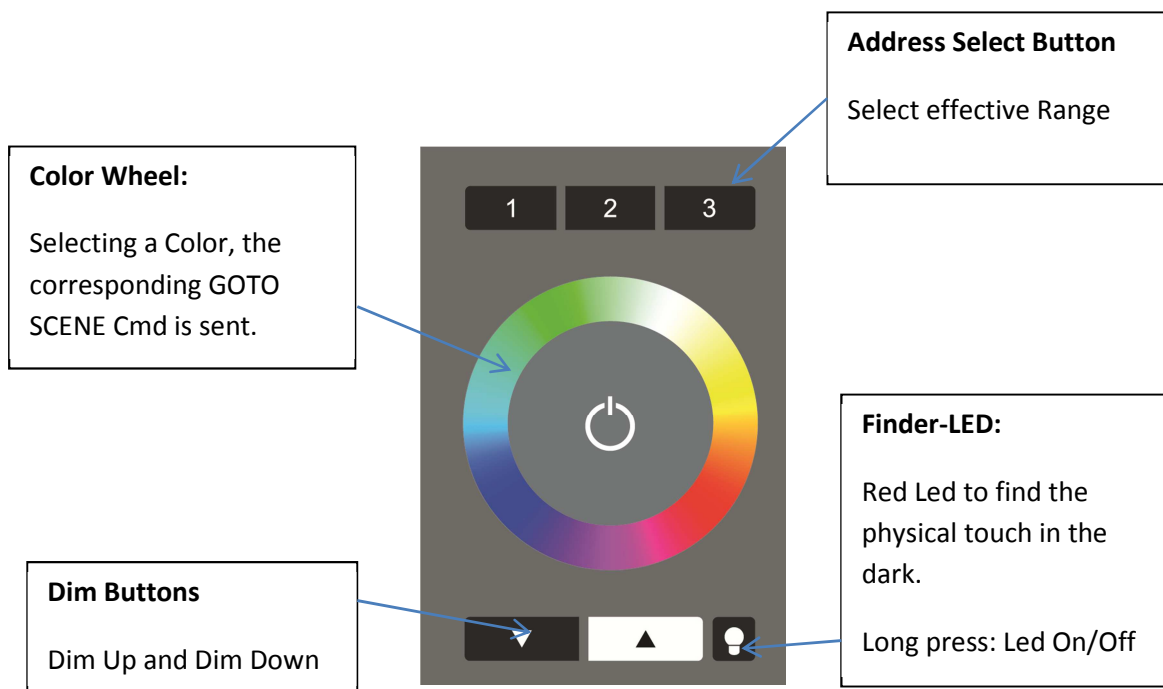 Address Select Button
Select effective Range
Color Wheel:
Selecting a Color, the
corresponding GOTO
SCENE Cmd is sent.
1 2 3
Finder-LED:
Red Led to find the
physical touch in the
dark.
Long press: Led On/Off
Dim Buttons
Dim Up and Dim Down